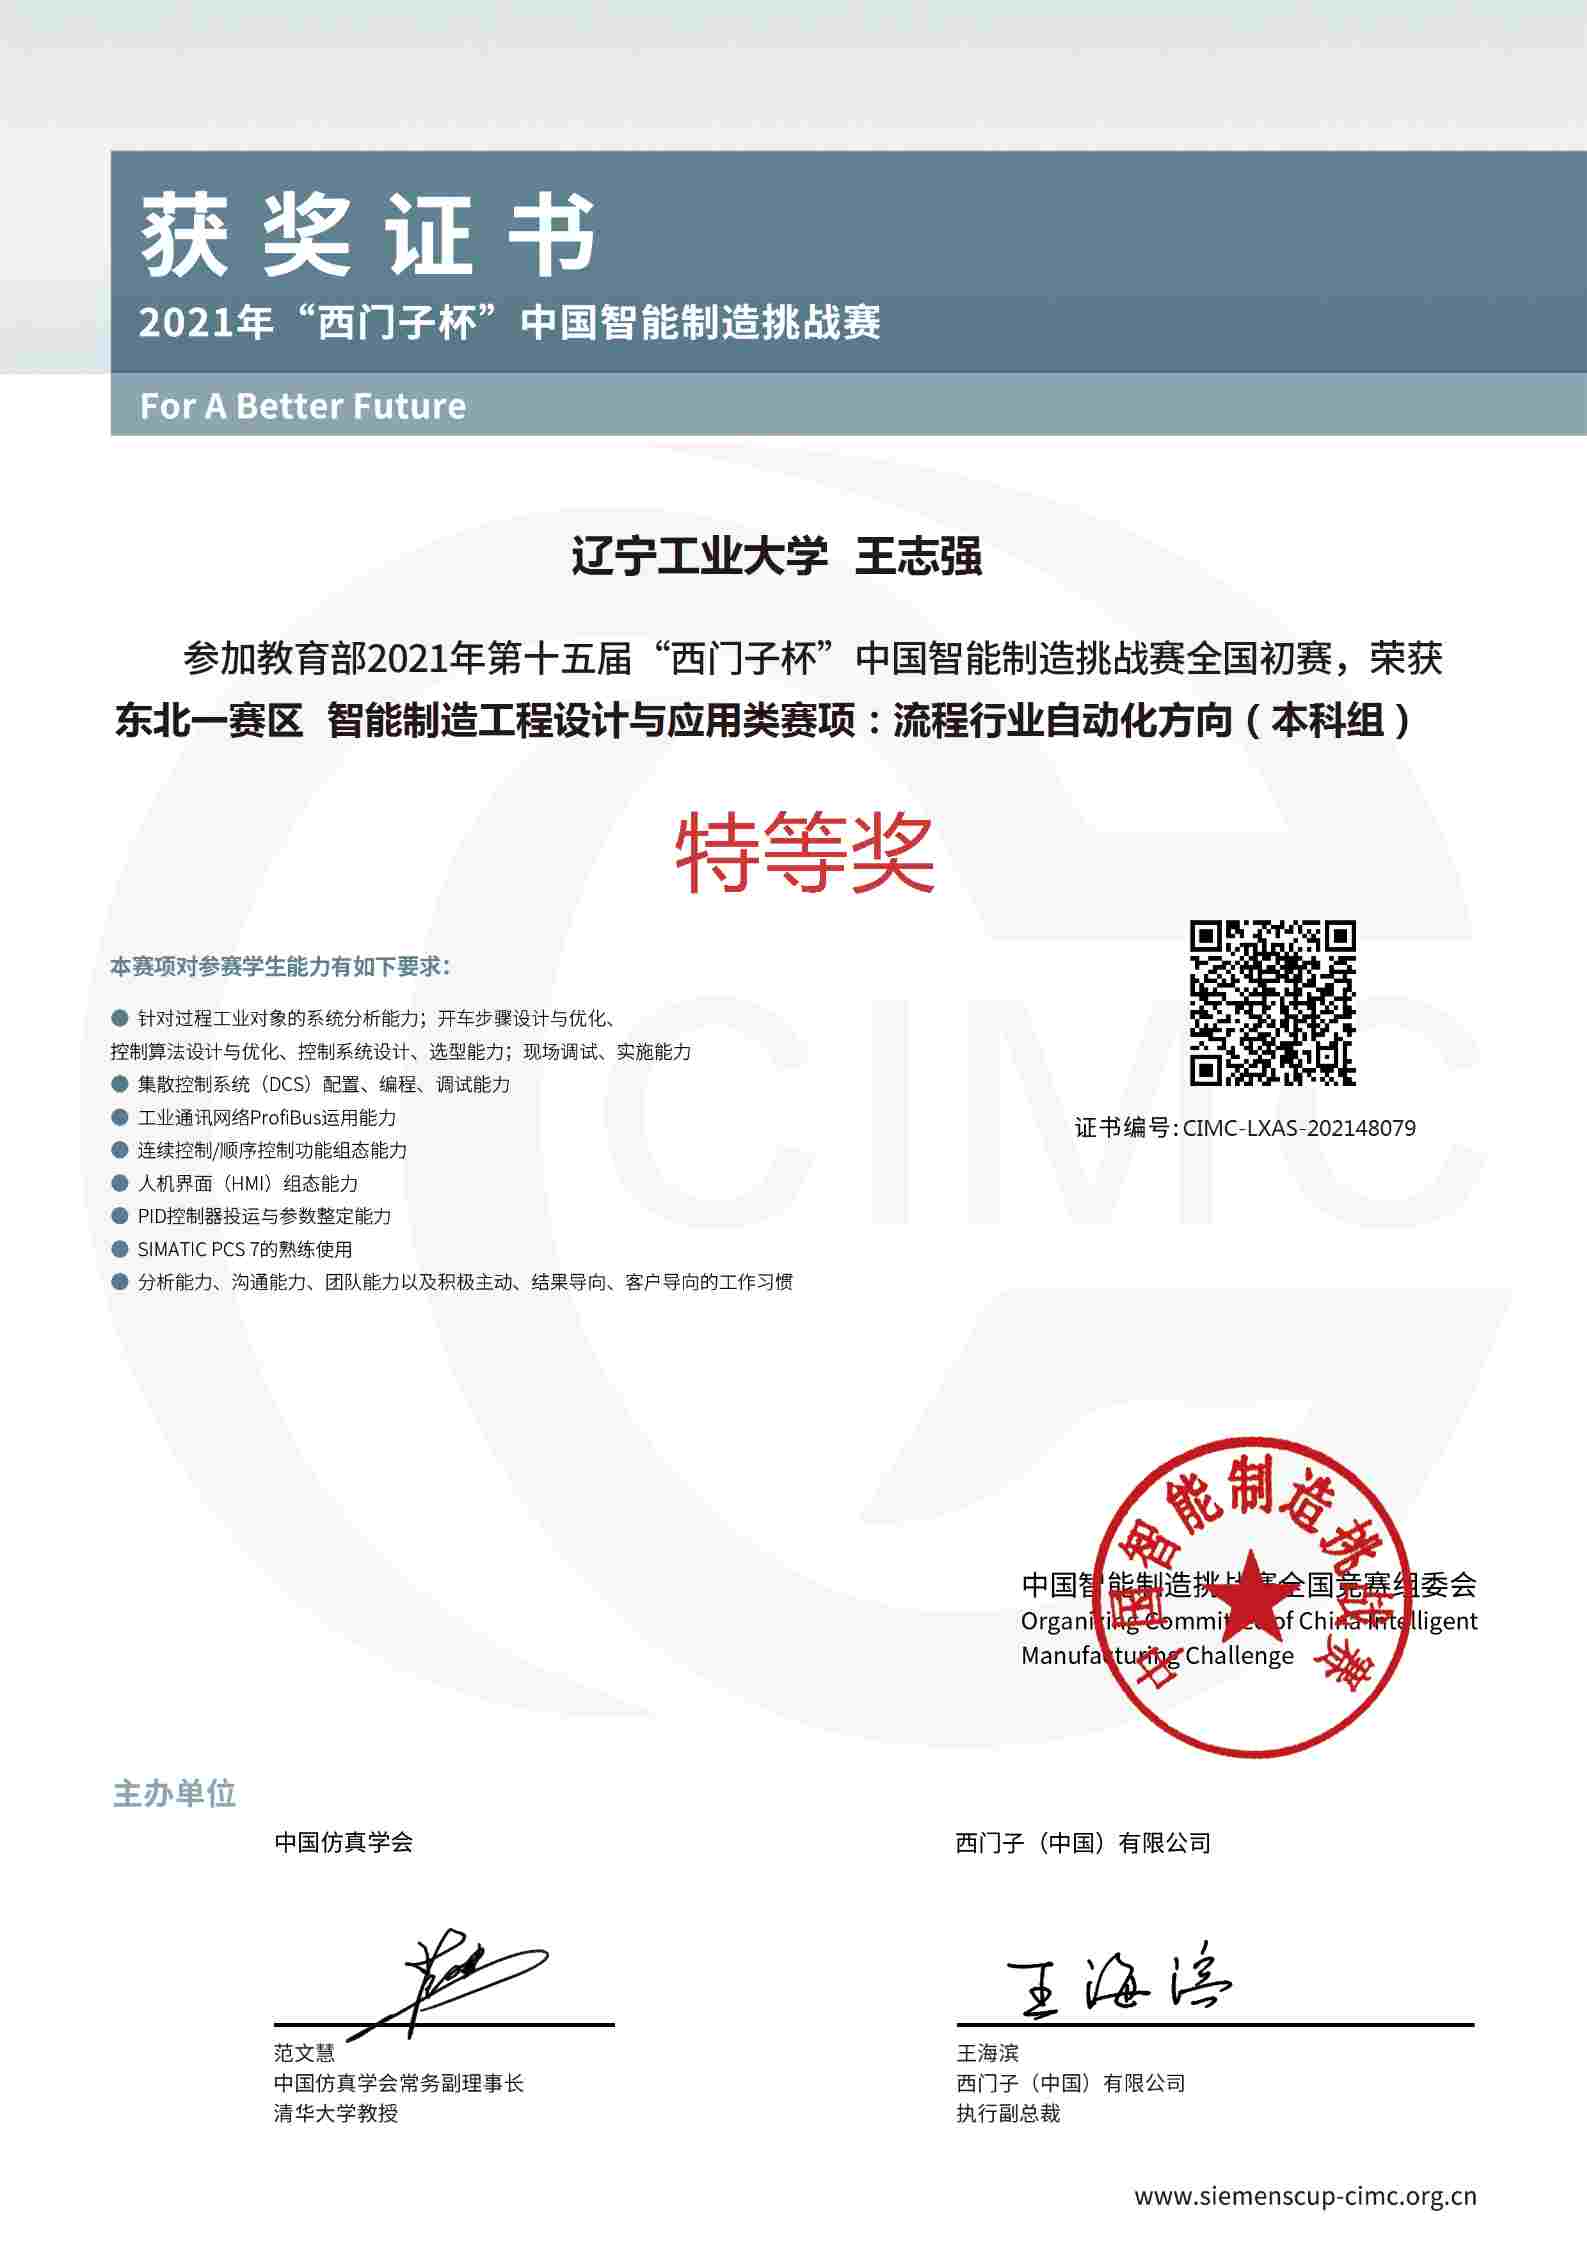 获奖证书
2021年“西门子杯”中国智能制造挑战赛
For A Better Future
辽宁工业大学 王志强
参加教育部2021年第十五届“西门子杯”中国智能制造挑战赛全国初赛，荣获
东北一赛区 智能制造工程设计与应用类赛项：流程行业自动化方向（本科组）
特等奖
本赛项对参赛学生能力有如下要求：
针对过程工业对象的系统分析能力；开车步骤设计与优化、
控制算法设计与优化、控制系统设计、选型能力；现场调试、实施能力
集散控制系统（DCS）配置、编程、调试能力
工业通讯网络ProfiBus运用能力
连续控制/顺序控制功能组态能力
人机界面（HMI）组态能力
PID控制器投运与参数整定能力
SIMATIC PCS 7的熟练使用
分析能力、沟通能力、团队能力以及积极主动、结果导向、客户导向的工作习惯
证书编号：CIMC-LXAS-202148079
CIMC
中国智能制造挑战赛
中国智能制造挑战赛全国竞赛组委会
Organizing Committee of China Intelligent
Manufacturing Challenge
主办单位
中国仿真学会
西门子（中国）有限公司
王海滨
范文慧
中国仿真学会常务副理事长
清华大学教授
王海滨
西门子（中国）有限公司
执行副总裁
www.siemenscup-cimc.org.cn